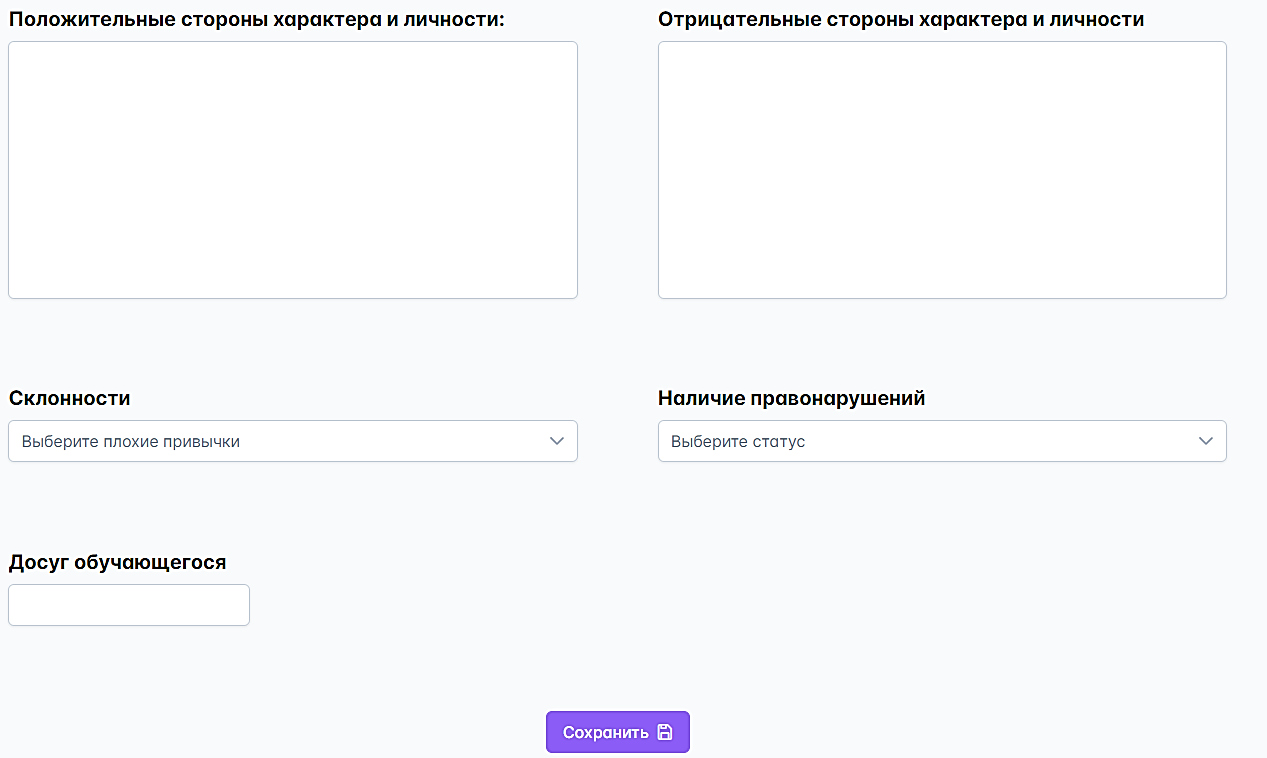 Положительные стороны характера и личности:
Отрицательные стороны характера и личности
Склонности
Наличие правонарушений
Выберите плохие привычки
Выберите статус
Досуг обучающегося
Сохранить